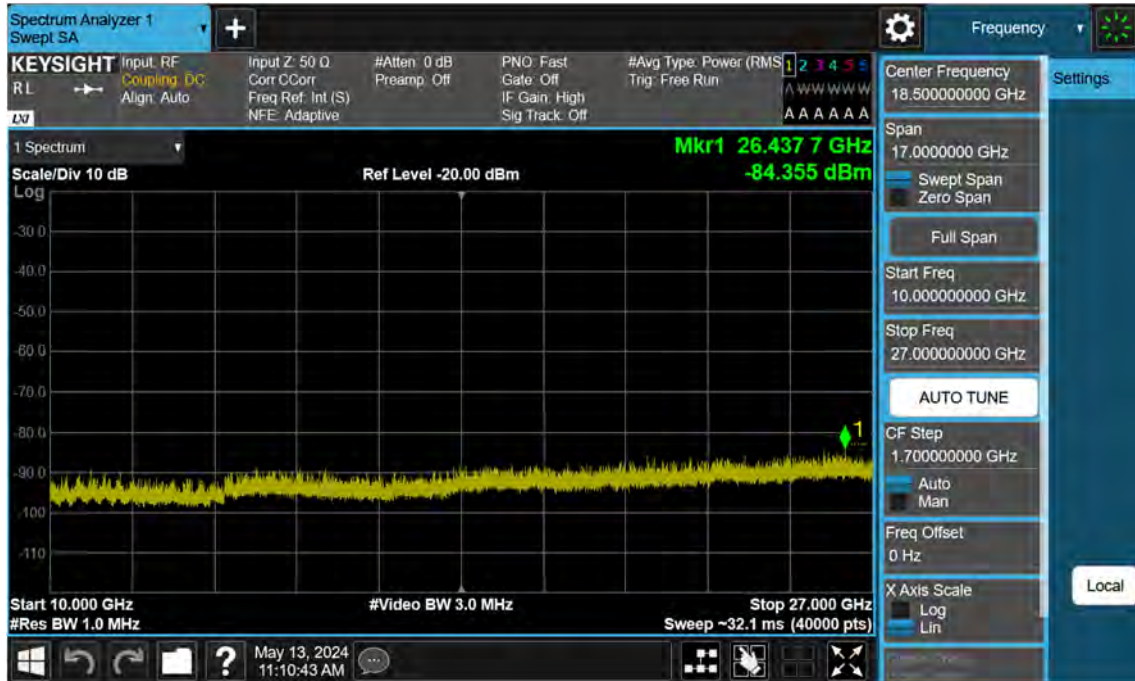 Spectrum Analyzer 1
Swept SA
+
Frequency
KEYSIGHT
RL
LXI
Input: RF
Coupling: DC
Align: Auto
Input Z: 50 Ω
Corr CCorr
Freq Ref: Int (S)
NFE: Adaptive
#Atten: 0 dB
Preamp: Off
PNO: Fast
Gate: Off
IF Gain: High
Sig Track: Off
#Avg Type: Power (RMS
Trig: Free Run
1 2 3 4 5 6
A W W W W W
A A A A A A
1 Spectrum
Scale/Div 10 dB
Ref Level -20.00 dBm
Mkr1 26.437 7 GHz
-84.355 dBm
Log
-30.0
-40.0
-50.0
-60.0
-70.0
-80.0
-90.0
-100
-110
1
Start 10.000 GHz
#Res BW 1.0 MHz
#Video BW 3.0 MHz
Stop 27.000 GHz
Sweep ~32.1 ms (40000 pts)
?
May 13, 2024
11:10:43 AM
Center Frequency
18.500000000 GHz
Span
17.0000000 GHz
Swept Span
Zero Span
Full Span
Start Freq
10.000000000 GHz
Stop Freq
27.000000000 GHz
AUTO TUNE
CF Step
1.700000000 GHz
Auto
Man
Freq Offset
0 Hz
X Axis Scale
Log
Lin
Settings
Local